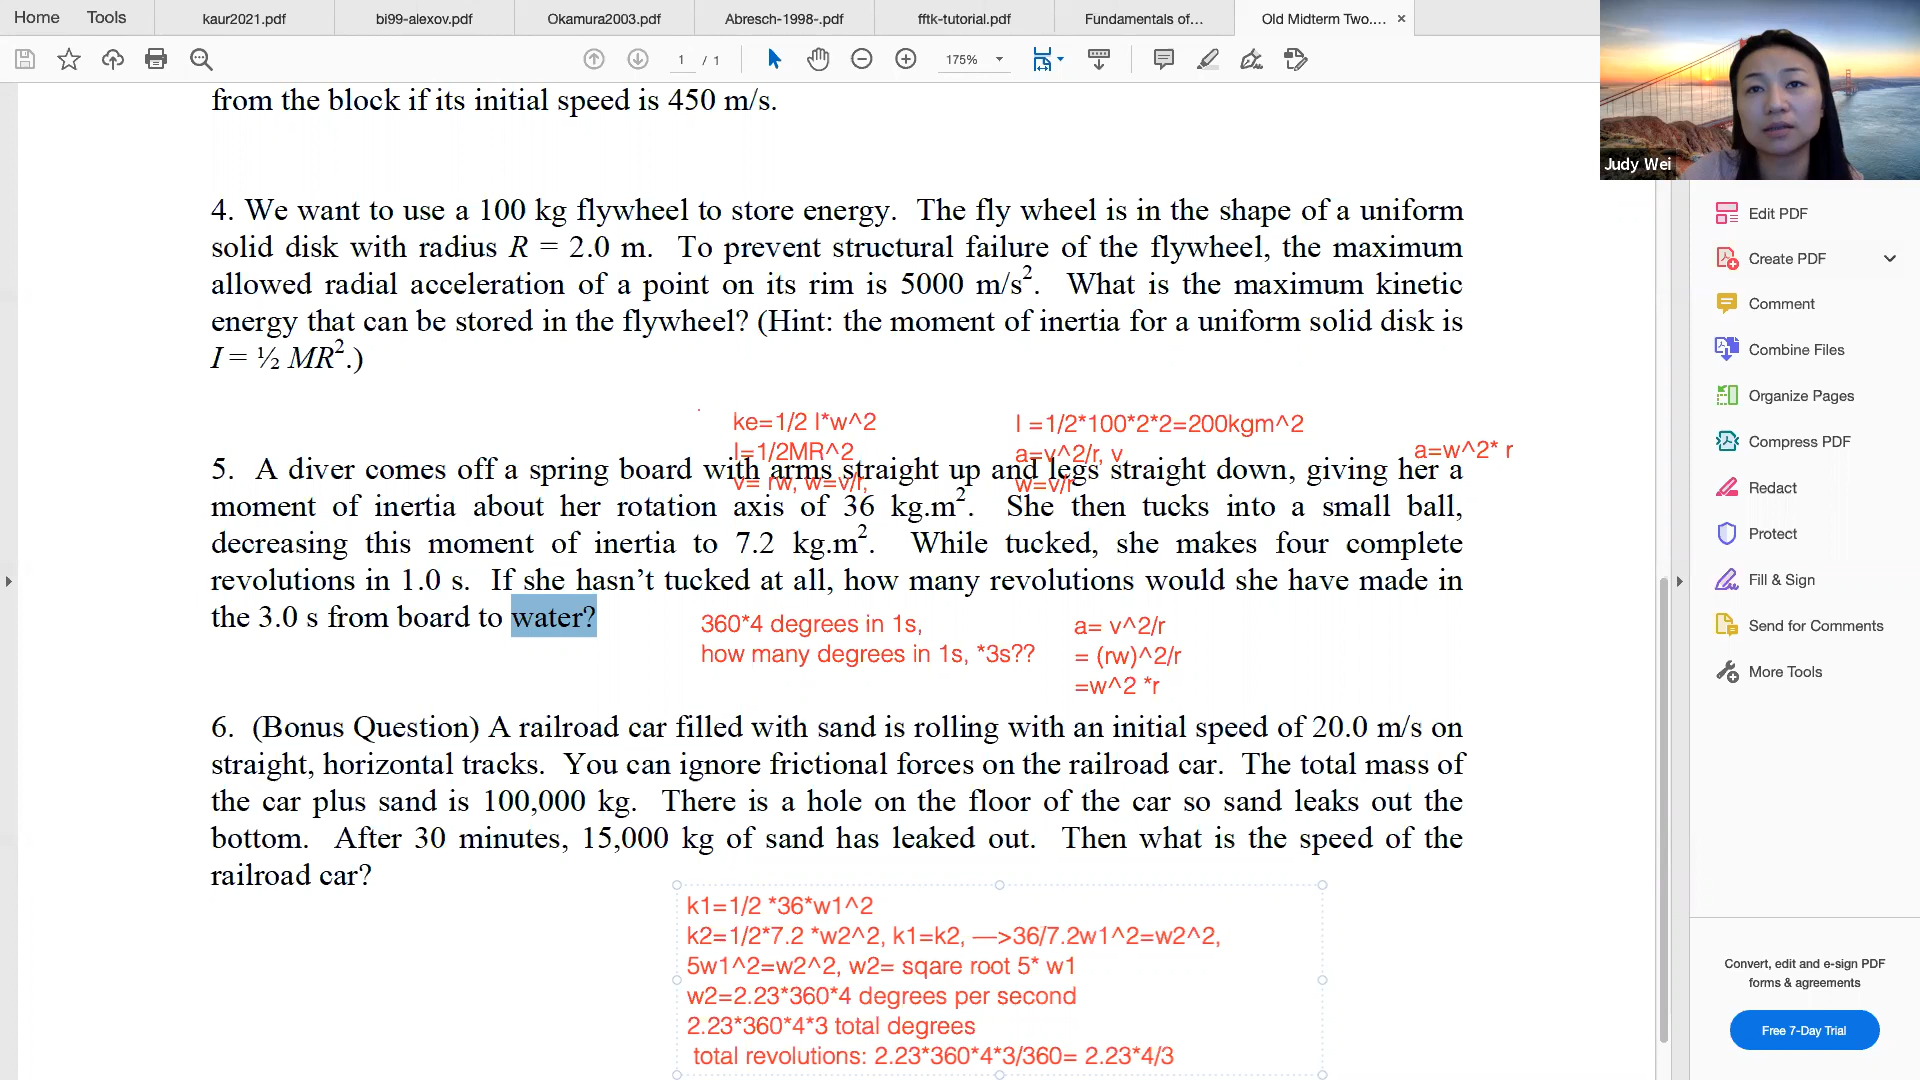 Home
Tools
kaur2021.pdf
bi99-alexov.pdf
Okamura2003.pdf
Abresch-1998-.pdf
fftk-tutorial.pdf
Fundamentals of...
Old Midterm Two.... ×
1 / 1
175%
Judy Wei
from the block if its initial speed is 450 m/s.
4. We want to use a 100 kg flywheel to store energy. The fly wheel is in the shape of a uniform
solid disk with radius R = 2.0 m. To prevent structural failure of the flywheel, the maximum
allowed radial acceleration of a point on its rim is 5000 m/s². What is the maximum kinetic
energy that can be stored in the flywheel? (Hint: the moment of inertia for a uniform solid disk is
I = ½ MR².)
ke=1/2 I*w^2
I=1/2MR^2
v= rw, w=v/r,
I =1/2*100*2*2=200kgm^2
a=v^2/r, v
w=v/r
a=w^2* r
5. A diver comes off a spring board with arms straight up and legs straight down, giving her a
moment of inertia about her rotation axis of 36 kg.m². She then tucks into a small ball,
decreasing this moment of inertia to 7.2 kg.m². While tucked, she makes four complete
revolutions in 1.0 s. If she hasn't tucked at all, how many revolutions would she have made in
the 3.0 s from board to water?
360*4 degrees in 1s,
how many degrees in 1s, *3s??
a= v^2/r
= (rw)^2/r
=w^2 *r
6. (Bonus Question) A railroad car filled with sand is rolling with an initial speed of 20.0 m/s on
straight, horizontal tracks. You can ignore frictional forces on the railroad car. The total mass of
the car plus sand is 100,000 kg. There is a hole on the floor of the car so sand leaks out the
bottom. After 30 minutes, 15,000 kg of sand has leaked out. Then what is the speed of the
railroad car?
k1=1/2 *36*w1^2
k2=1/2*7.2 *w2^2, k1=k2, —>36/7.2w1^2=w2^2,
5w1^2=w2^2, w2= sqare root 5* w1
w2=2.23*360*4 degrees per second
2.23*360*4*3 total degrees
total revolutions: 2.23*360*4*3/360= 2.23*4/3
Edit PDF
Create PDF
Comment
Combine Files
Organize Pages
Compress PDF
Redact
Protect
Fill & Sign
Send for Comments
More Tools
Convert, edit and e-sign PDF
forms & agreements
Free 7-Day Trial